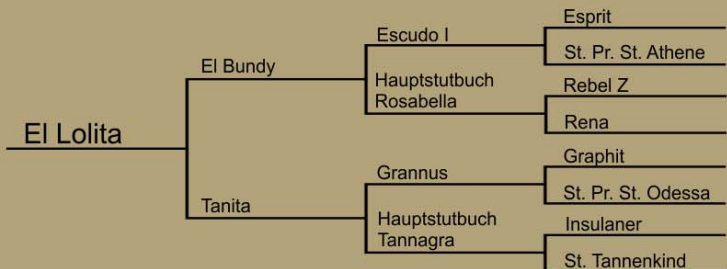 Esprit
Escudo I
St. Pr. St. Athene
El Bundy
Hauptstutbuch
Rosabella
Rebel Z
Rena
El Lolita
Graphit
Grannus
St. Pr. St. Odessa
Tanita
Hauptstutbuch
Tannagra
Insulaner
St. Tannenkind